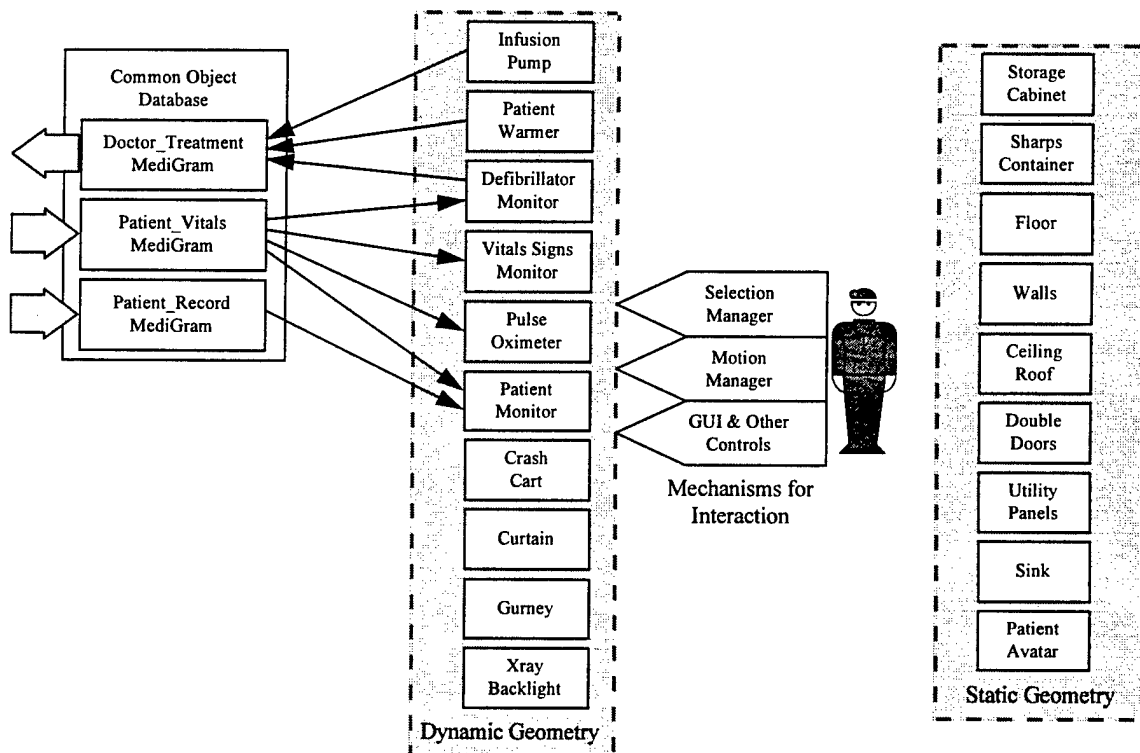 Common Object
Database
Doctor_Treatment
MediGram
Patient_Vitals
MediGram
Patient_Record
MediGram
Infusion
Pump
Patient
Warmer
Defibrillator
Monitor
Vitals Signs
Monitor
Pulse
Oximeter
Patient
Monitor
Crash
Cart
Curtain
Gurney
Xray
Backlight
Dynamic Geometry
Selection
Manager
Motion
Manager
GUI & Other
Controls
Mechanisms for
Interaction
Storage
Cabinet
Sharps
Container
Floor
Walls
Ceiling
Roof
Double
Doors
Utility
Panels
Sink
Patient
Avatar
Static Geometry